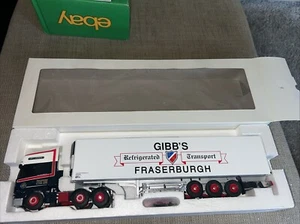 ebay
GIBB'S
Refrigerated Transport
FRASERBURGH